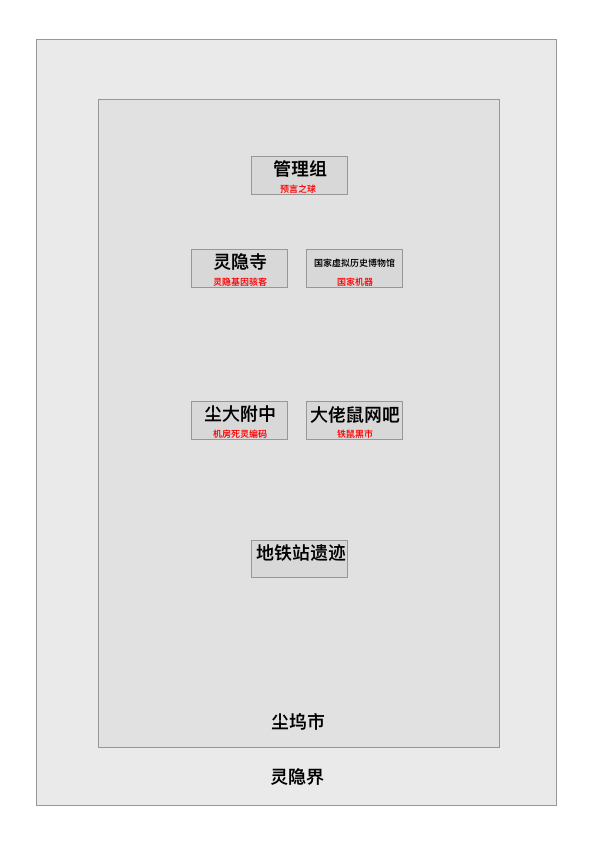 管理组
预言之球
灵隐寺
灵隐基因骇客
国家虚拟历史博物馆
国家机器
尘大附中
机房死灵编码
大佬鼠网吧
铁鼠黑市
地铁站遗迹
尘坞市
灵隐界